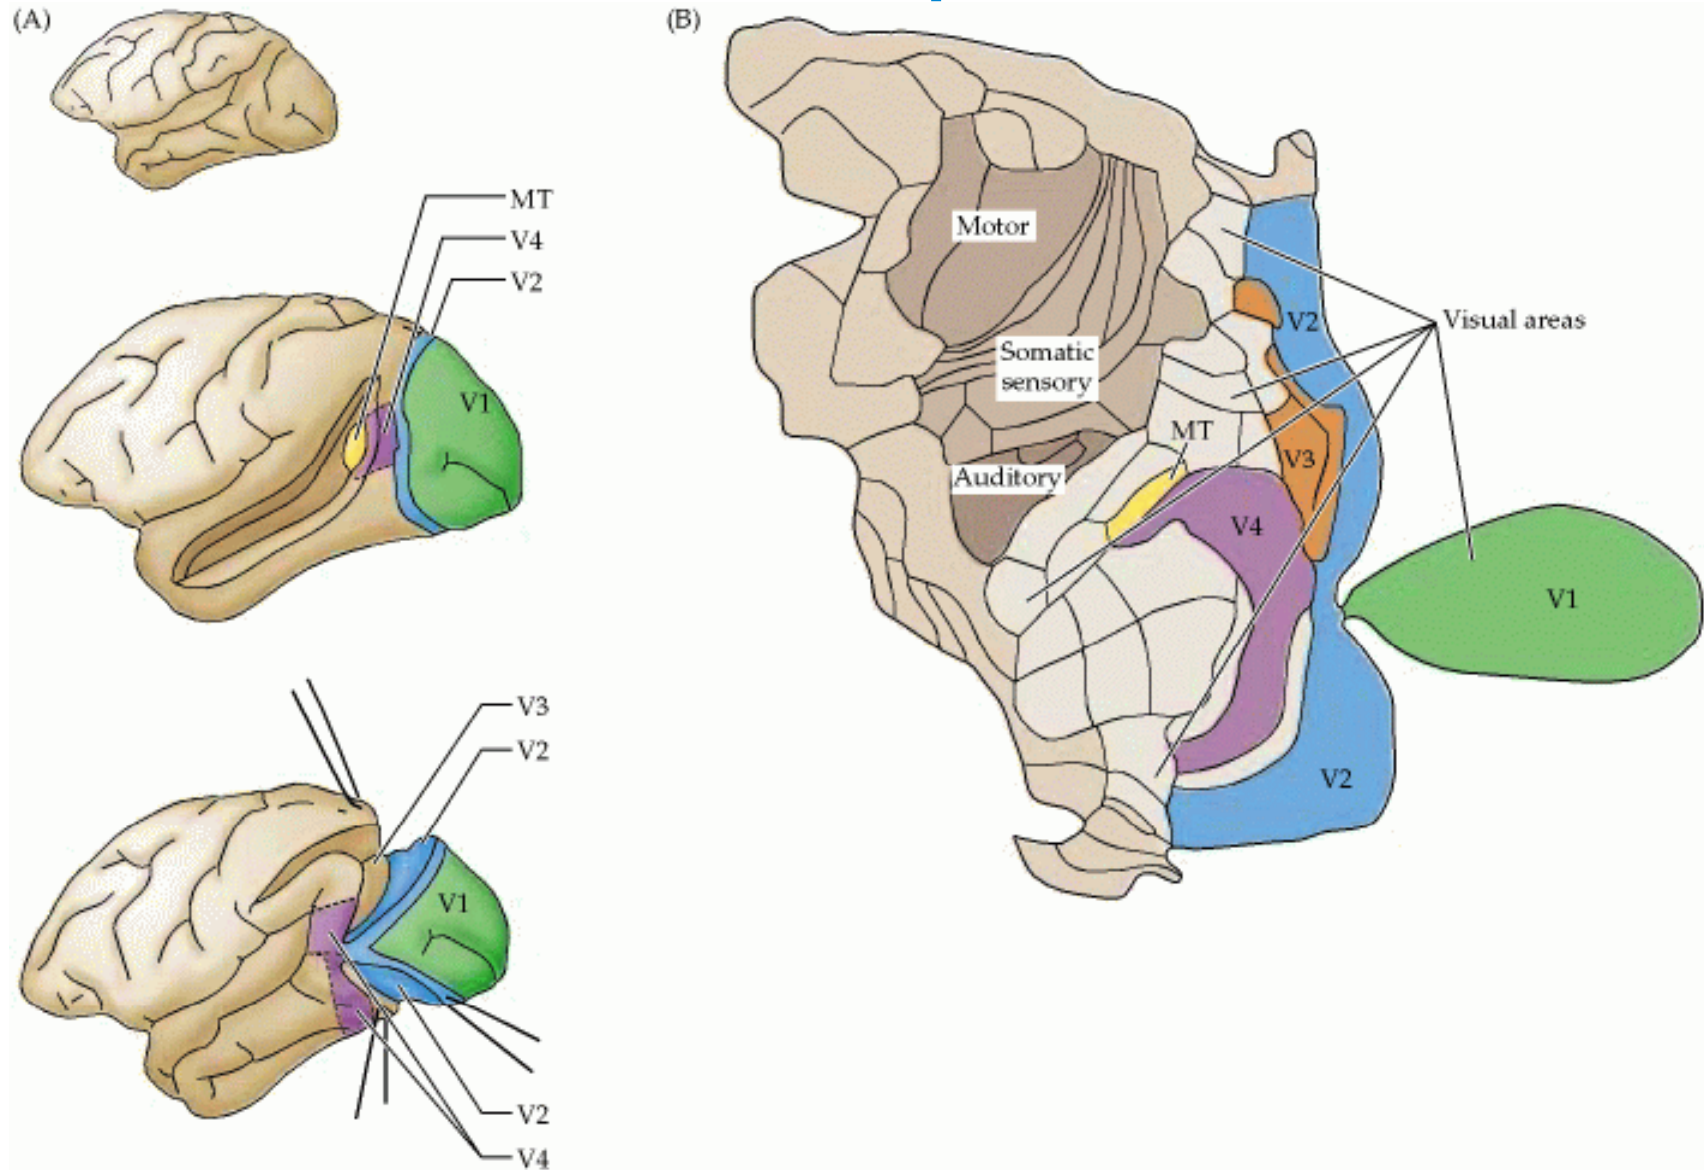 (A)
MT
V4
V2
V1
V3
V2
V1
V2
V4
(B)
Motor
V2
Visual areas
Somatic
sensory
MT
V3
Auditory
V4
V1
V2